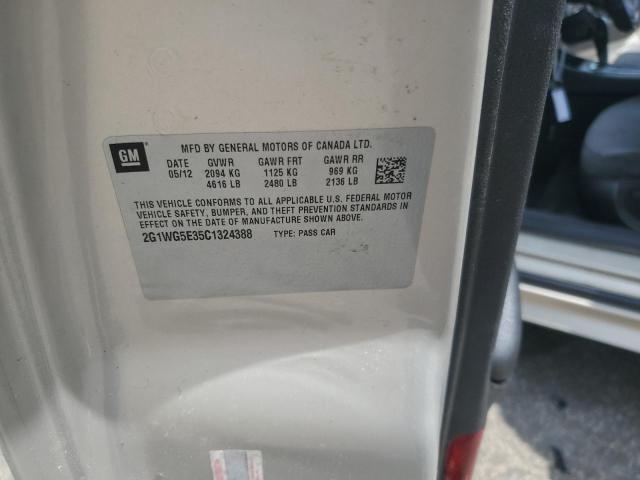 GM
MFD BY GENERAL MOTORS OF CANADA LTD.
DATE GVWR GAWR FRT GAWR RR
05/12 2094 KG 1125 KG 969 KG
4616 LB 2480 LB 2136 LB
THIS VEHICLE CONFORMS TO ALL APPLICABLE U.S. FEDERAL MOTOR
VEHICLE SAFETY, BUMPER, AND THEFT PREVENTION STANDARDS IN
EFFECT ON THE DATE OF MANUFACTURE SHOWN ABOVE.
2G1WG5E35C1324388 TYPE: PASS CAR